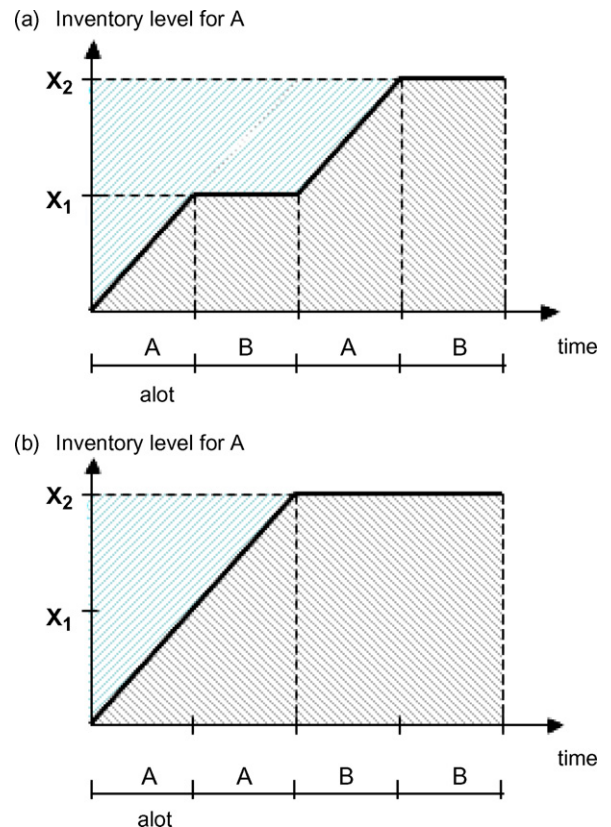 (a) Inventory level for A
X₂
X₁
time
A B A B
alot
(b) Inventory level for A
X₂
X₁
time
A A B B
alot